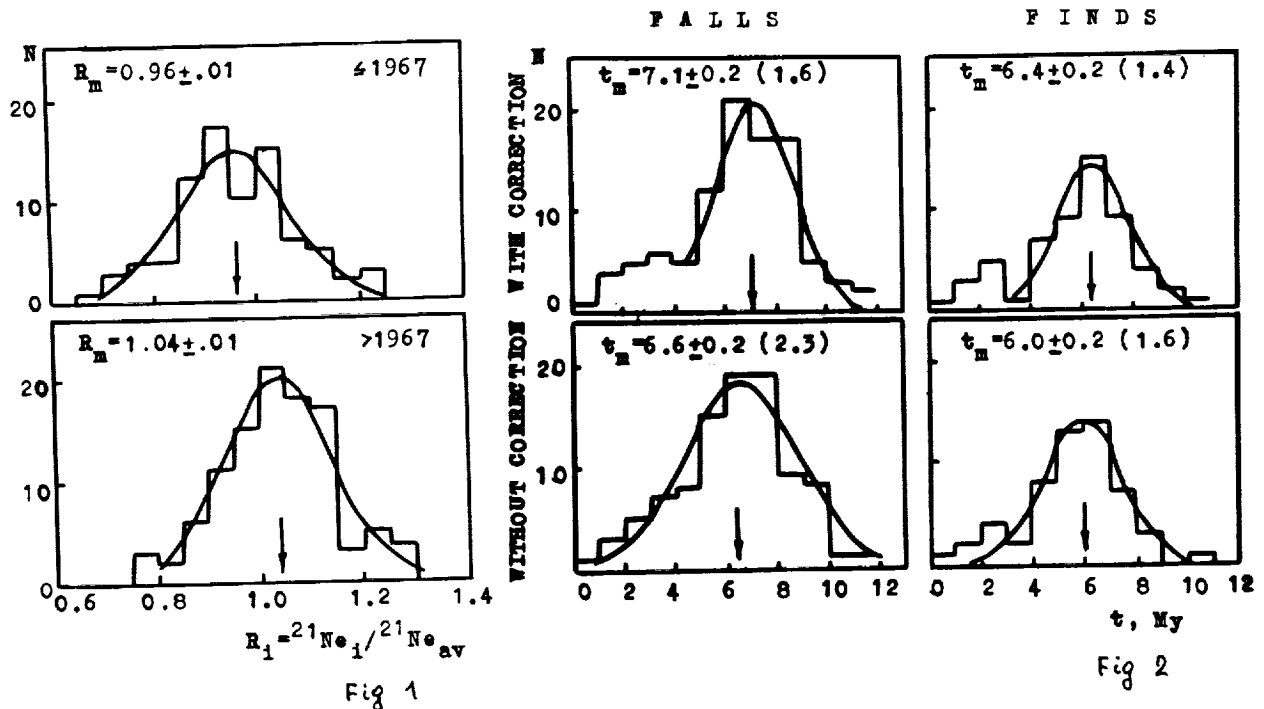 F A L L S
F I N D S
N
R_m=0.96±.01 ≤1967
20
10
0
R_m=1.04±.01 >1967
20
10
0
0.6 0.8 1.0 1.2 1.4
R_i=²¹Ne_i/²¹Ne_av
Fig 1
WITH CORRECTION
N
t_m=7.1±0.2 (1.6)
20
10
0
t_m=6.4±0.2 (1.4)
WITHOUT CORRECTION
t_m=6.6±0.2 (2.3)
20
10
0 2 4 6 8 10 12
t_m=6.0±0.2 (1.6)
0 2 4 6 8 10 12
t, My
Fig 2